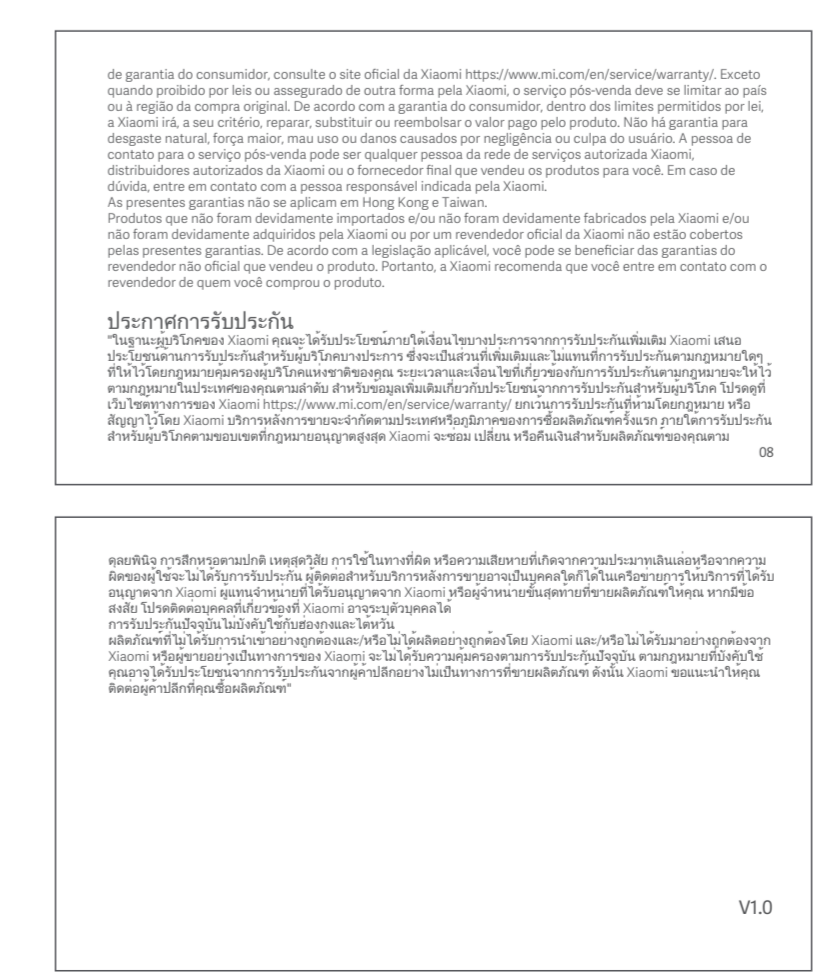 de garantia do consumidor, consulte o site oficial da Xiaomi https://www.mi.com/en/service/warranty/. Exceto
quando proibido por leis ou assegurado de outra forma pela Xiaomi, o serviço pós-venda deve se limitar ao país
ou à região da compra original. De acordo com a garantia do consumidor, dentro dos limites permitidos por lei,
a Xiaomi irá, a seu critério, reparar, substituir ou reembolsar o valor pago pelo produto. Não há garantia para
desgaste natural, força maior, mau uso ou danos causados por negligência ou culpa do usuário. A pessoa de
contato para o serviço pós-venda pode ser qualquer pessoa da rede de serviços autorizada Xiaomi,
distribuidores autorizados da Xiaomi ou o fornecedor final que vendeu os produtos para você. Em caso de
dúvida, entre em contato com a pessoa responsável indicada pela Xiaomi.
As presentes garantias não se aplicam em Hong Kong e Taiwan.
Produtos que não foram devidamente importados e/ou não foram devidamente fabricados pela Xiaomi e/ou
não foram devidamente adquiridos pela Xiaomi ou por um revendedor oficial da Xiaomi não estão cobertos
pelas presentes garantias. De acordo com a legislação aplicável, você pode se beneficiar das garantias do
revendedor não oficial que vendeu o produto. Portanto, a Xiaomi recomenda que você entre em contato com o
revendedor de quem você comprou o produto.
ประกาศการรับประกัน
"ในฐานะผู้บริโภคของ Xiaomi คุณจะได้รับประโยชน์ภายใต้เงื่อนไขบางประการจากการรับประกันเพิ่มเติม Xiaomi เสนอ
ประโยชน์ด้านการรับประกันสำหรับผู้บริโภคบางประการ ซึ่งจะเป็นส่วนที่เพิ่มเติมและไม่แทนที่การรับประกันตามกฎหมายใดๆ
ที่ให้ไว้โดยกฎหมายคุ้มครองผู้บริโภคแห่งชาติของคุณ ระยะเวลาและเงื่อนไขที่เกี่ยวข้องกับการรับประกันตามกฎหมายจะให้ไว้
ตามกฎหมายในประเทศของคุณตามลำดับ สำหรับข้อมูลเพิ่มเติมเกี่ยวกับประโยชน์จากการรับประกันสำหรับผู้บริโภค โปรดดูที่
เว็บไซต์ทางการของ Xiaomi https://www.mi.com/en/service/warranty/ ยกเว้นการรับประกันที่ห้ามโดยกฎหมาย หรือ
สัญญาไว้โดย Xiaomi บริการหลังการขายจะจำกัดตามประเทศหรือภูมิภาคของการซื้อผลิตภัณฑ์ครั้งแรก ภายใต้การรับประกัน
สำหรับผู้บริโภคตามขอบเขตที่กฎหมายอนุญาตสูงสุด Xiaomi จะซ่อม เปลี่ยน หรือคืนเงินสำหรับผลิตภัณฑ์ของคุณตาม
08
ดุลยพินิจ การสึกหรอตามปกติ เหตุสุดวิสัย การใช้ในทางที่ผิด หรือความเสียหายที่เกิดจากความประมาทเลินเล่อหรือจากความ
ผิดของผู้ใช้จะไม่ได้รับการรับประกัน ผู้ติดต่อสำหรับบริการหลังการขายอาจเป็นบุคคลใดก็ได้ในเครือข่ายการให้บริการที่ได้รับ
อนุญาตจาก Xiaomi ผู้แทนจำหน่ายที่ได้รับอนุญาตจาก Xiaomi หรือผู้จำหน่ายขั้นสุดท้ายที่ขายผลิตภัณฑ์ให้คุณ หากมีข้อ
สงสัย โปรดติดต่อบุคคลที่เกี่ยวข้องที่ Xiaomi อาจระบุตัวบุคคลได้
การรับประกันปัจจุบันไม่บังคับใช้กับฮ่องกงและไต้หวัน
ผลิตภัณฑ์ที่ไม่ได้รับการนำเข้าอย่างถูกต้องและ/หรือไม่ได้ผลิตอย่างถูกต้องโดย Xiaomi และ/หรือไม่ได้รับมาอย่างถูกต้องจาก
Xiaomi หรือผู้ขายอย่างเป็นทางการของ Xiaomi จะไม่ได้รับความคุ้มครองตามการรับประกันปัจจุบัน ตามกฎหมายที่บังคับใช้
คุณอาจได้รับประโยชน์จากการรับประกันจากผู้ค้าปลีกอย่างไม่เป็นทางการที่ขายผลิตภัณฑ์ ดังนั้น Xiaomi ขอแนะนำให้คุณ
ติดต่อผู้ค้าปลีกที่คุณซื้อผลิตภัณฑ์"
V1.0